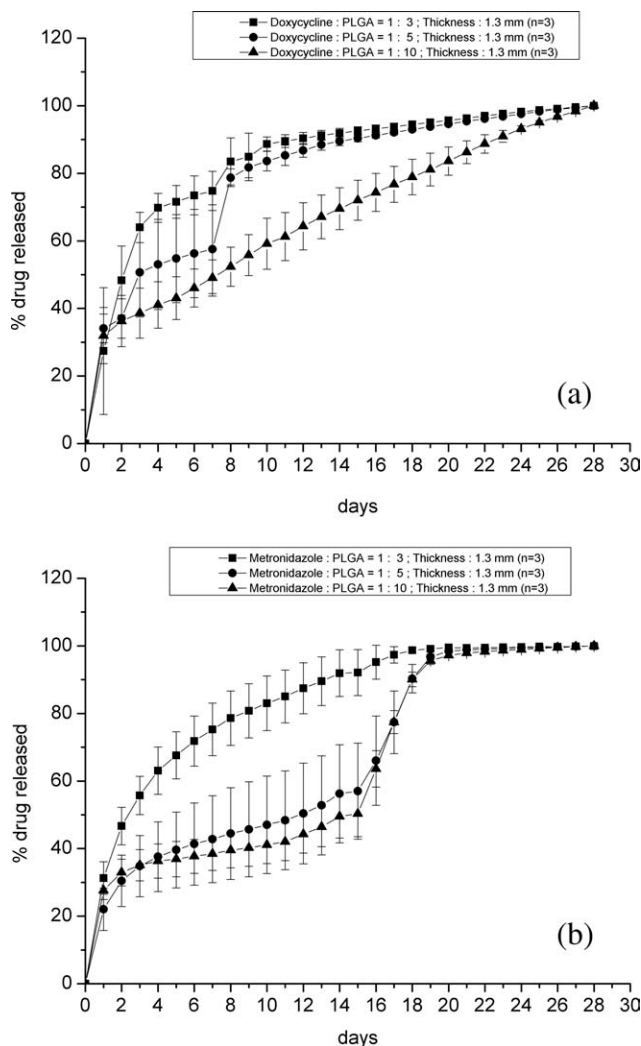 Doxycycline : PLGA = 1 : 3 ; Thickness : 1.3 mm (n=3)
Doxycycline : PLGA = 1 : 5 ; Thickness : 1.3 mm (n=3)
Doxycycline : PLGA = 1 : 10 ; Thickness : 1.3 mm (n=3)
120
100
80
60
40
20
0
% drug released
(a)
0 2 4 6 8 10 12 14 16 18 20 22 24 26 28 30
days
Metronidazole : PLGA = 1 : 3 ; Thickness : 1.3 mm (n=3)
Metronidazole : PLGA = 1 : 5 ; Thickness : 1.3 mm (n=3)
Metronidazole : PLGA = 1 : 10 ; Thickness : 1.3 mm (n=3)
120
100
80
60
40
20
0
% drug released
(b)
0 2 4 6 8 10 12 14 16 18 20 22 24 26 28 30
days